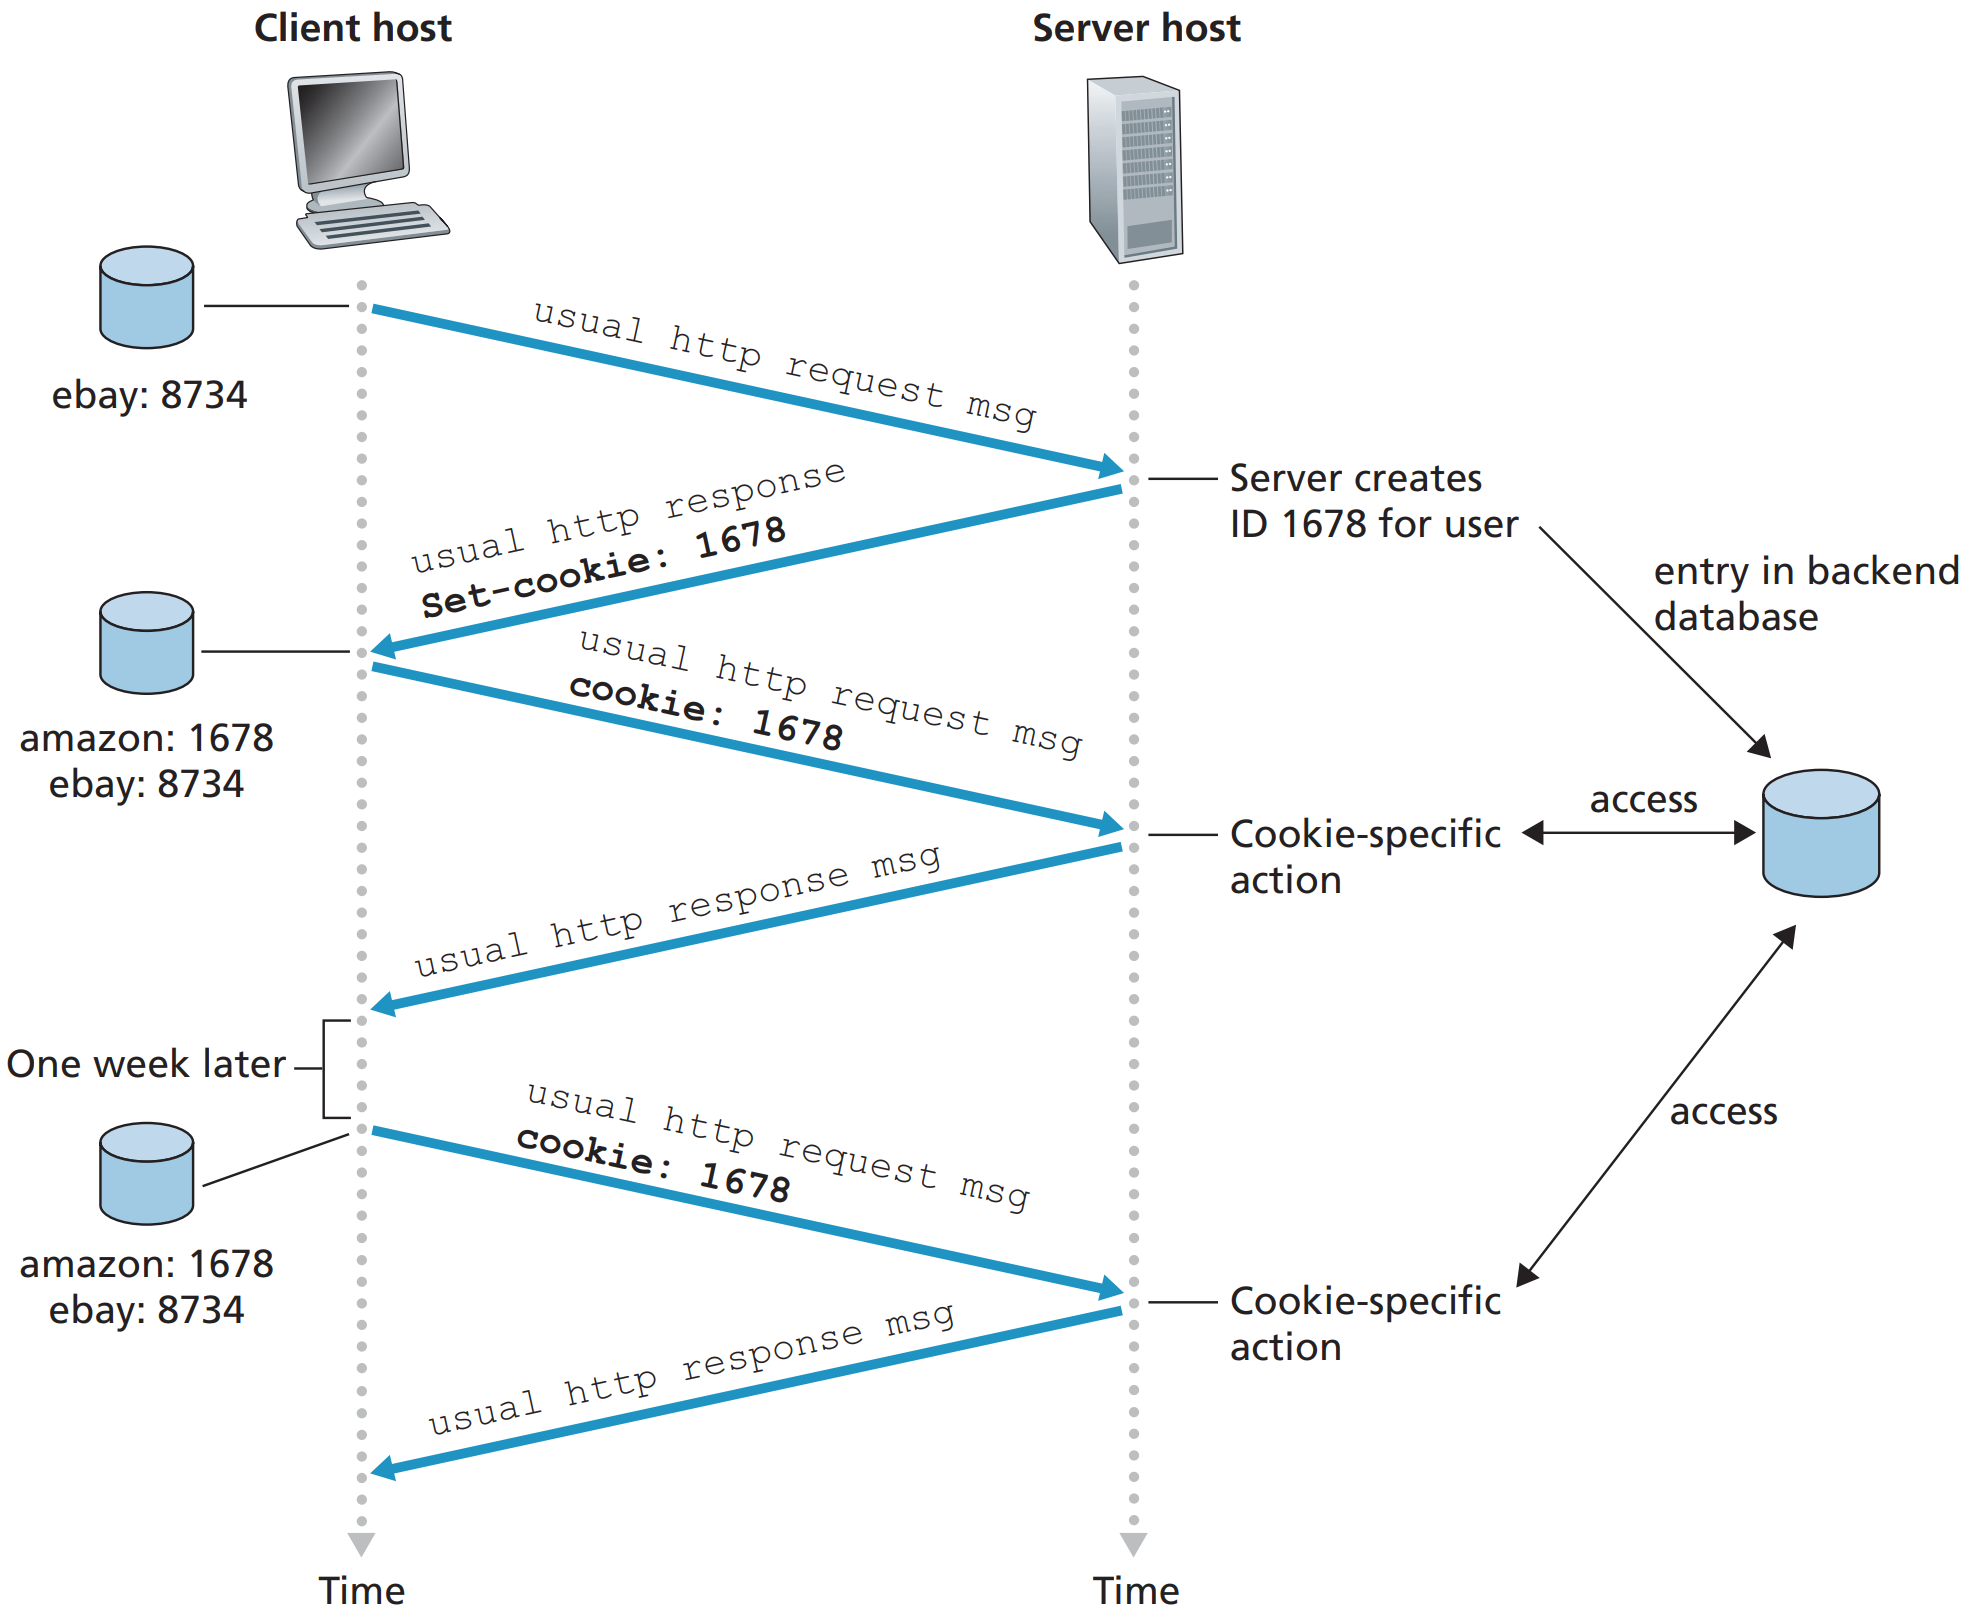 Client host
Server host
usual http request msg
ebay: 8734
Server creates
ID 1678 for user
usual http response
Set-cookie: 1678
entry in backend
database
usual http request msg
cookie: 1678
amazon: 1678
ebay: 8734
access
Cookie-specific
action
usual http response msg
One week later
usual http request msg
cookie: 1678
access
amazon: 1678
ebay: 8734
Cookie-specific
action
usual http response msg
Time
Time